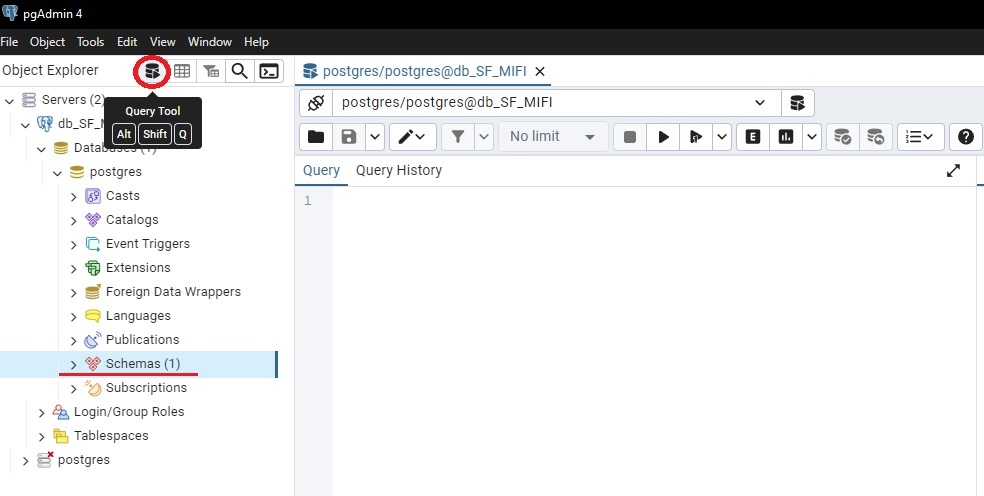 pgAdmin 4
File Object Tools Edit View Window Help
Object Explorer
postgres/postgres@db_SF_MIFI
Servers (2)
Query Tool
Alt Shift Q
db_SF_M
Databases (1)
postgres
Casts
Catalogs
Event Triggers
Extensions
Foreign Data Wrappers
Languages
Publications
Schemas (1)
Subscriptions
Login/Group Roles
Tablespaces
postgres
postgres/postgres@db_SF_MIFI
No limit
E
Query Query History
1